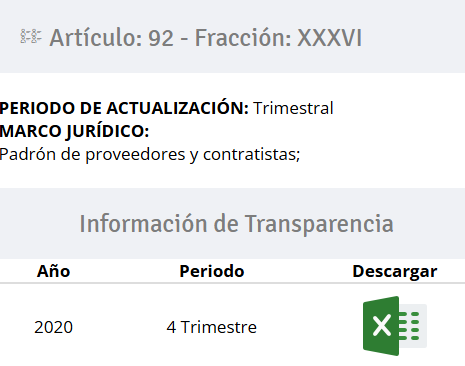 Artículo: 92 - Fracción: XXXVI
PERIODO DE ACTUALIZACIÓN: Trimestral
MARCO JURÍDICO:
Padrón de proveedores y contratistas;
Información de Transparencia
Año Periodo Descargar
2020 4 Trimestre X